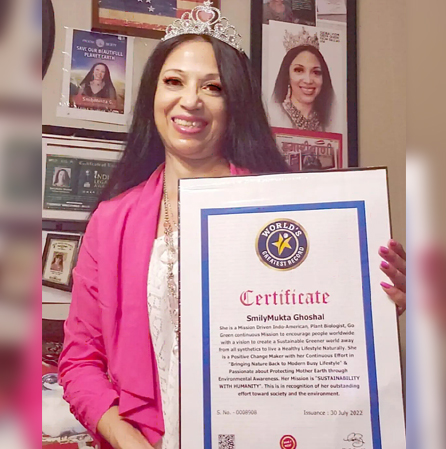 SAVE OUR BEAUTIFUL
PLANET EARTH
WORLD'S
GREATEST RECORD
Certificate
SmilyMukta Ghoshal
She is a Mission Driven Indo-American, Plant Biologist, Go
Green continuous Mission to encourage people worldwide
with a vision to create a Sustainable Greener world away
from all synthetics to live a Healthy Lifestyle Naturally. She
is a Positive Change Maker with her Continuous Effort in
"Bringing Nature Back to Modern Busy Lifestyle" &
Passionate about Protecting Mother Earth through
Environmental Awareness. Her Mission is "SUSTAINABILITY
WITH HUMANITY". This is in recognition of her outstanding
effort toward society and the environment.
Issuance : 30 July 2022